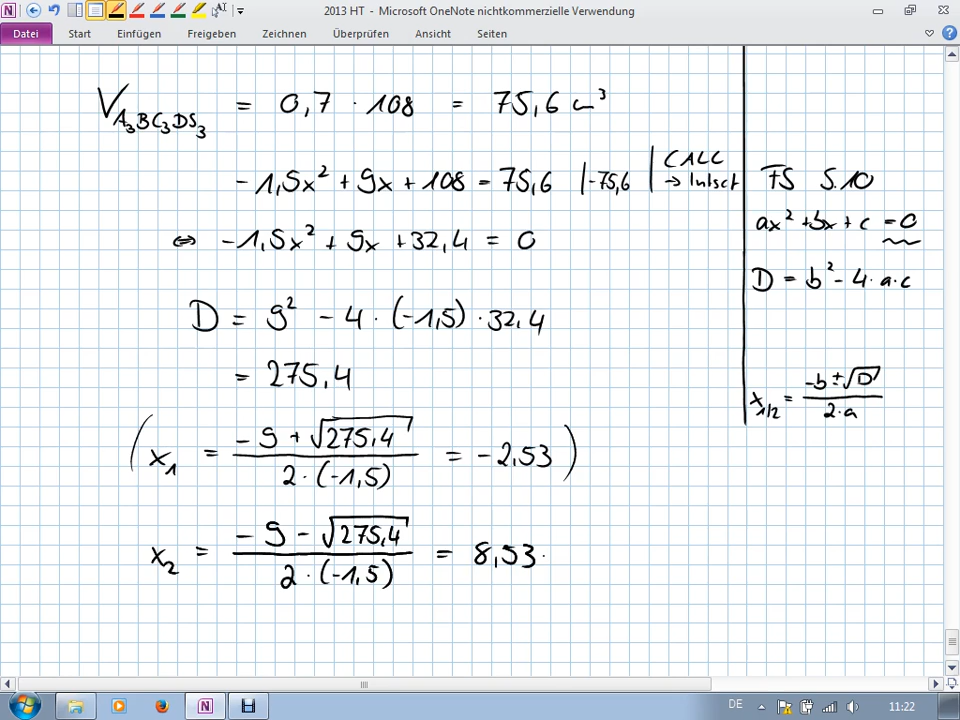 2013 HT - Microsoft OneNote nichtkommerzielle Verwendung
Datei Start Einfügen Freigeben Zeichnen Überprüfen Ansicht Seiten
V_{A₃BC₃DS₃} = 0,7 · 108 = 75,6 cm³
-1,5x² + 9x + 108 = 75,6 |-75,6 | CALC → Intsct
⇔ -1,5x² + 9x + 32,4 = 0
D = 9² - 4 · (-1,5) · 32,4
= 275,4
( x₁ = (-9 + √275,4) / (2 · (-1,5)) = -2,53 )
x₂ = (-9 - √275,4) / (2 · (-1,5)) = 8,53
FS S.10
ax² + bx + c = 0
D = b² - 4 · a · c
x_{1/2} = (-b ± √D) / (2 · a)
DE 11:22